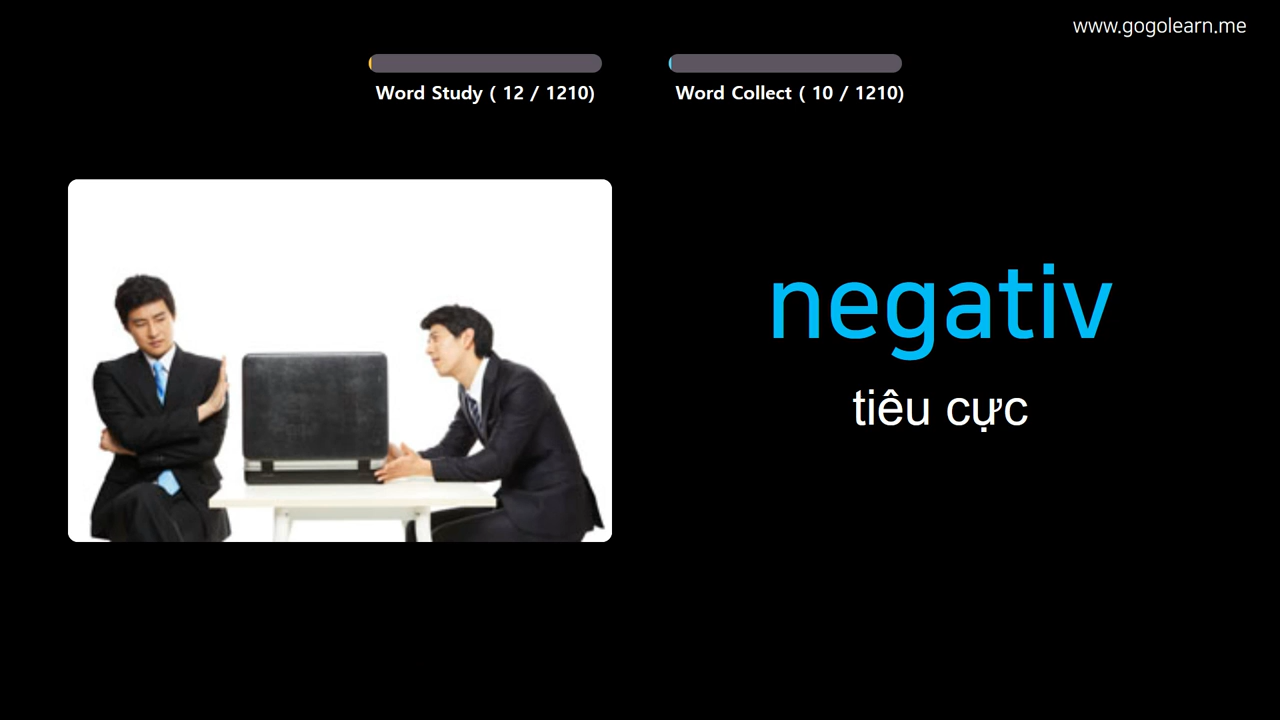 www.gogolearn.me
Word Study ( 12 / 1210)
Word Collect ( 10 / 1210)
negativ
tiêu cực